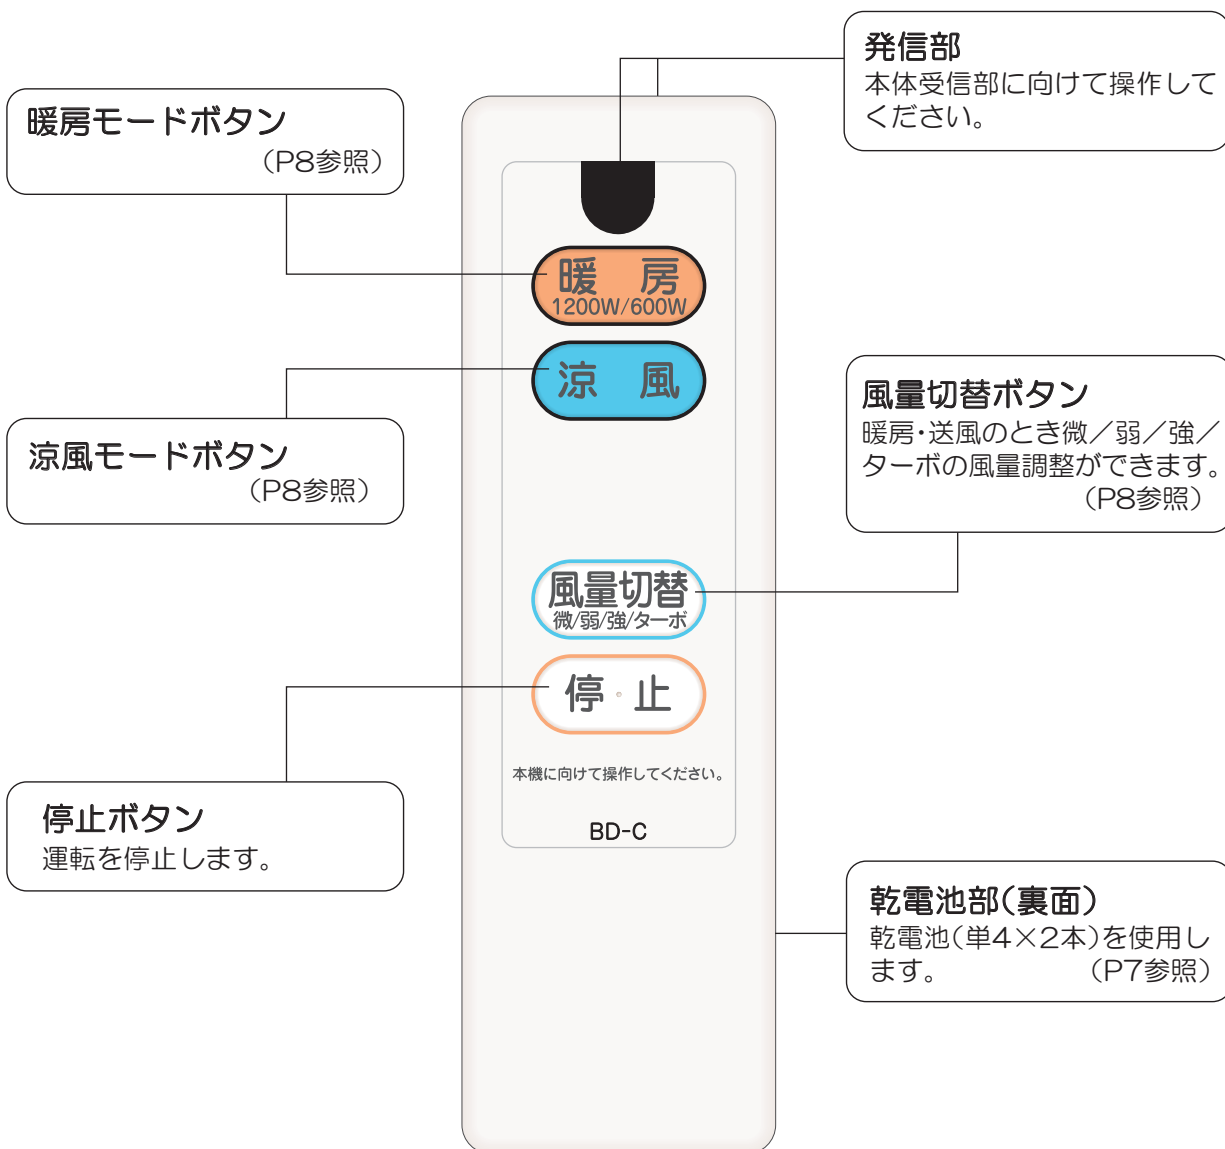 発信部
本体受信部に向けて操作して
ください。
暖房モードボタン
(P8参照)
暖 房
1200W/600W
涼 風
涼風モードボタン
(P8参照)
風量切替ボタン
暖房・送風のとき微／弱／強／
ターボの風量調整ができます。
(P8参照)
風量切替
微/弱/強/ターボ
停 止
本機に向けて操作してください。
BD-C
停止ボタン
運転を停止します。
乾電池部(裏面)
乾電池(単4×2本)を使用し
ます。 (P7参照)